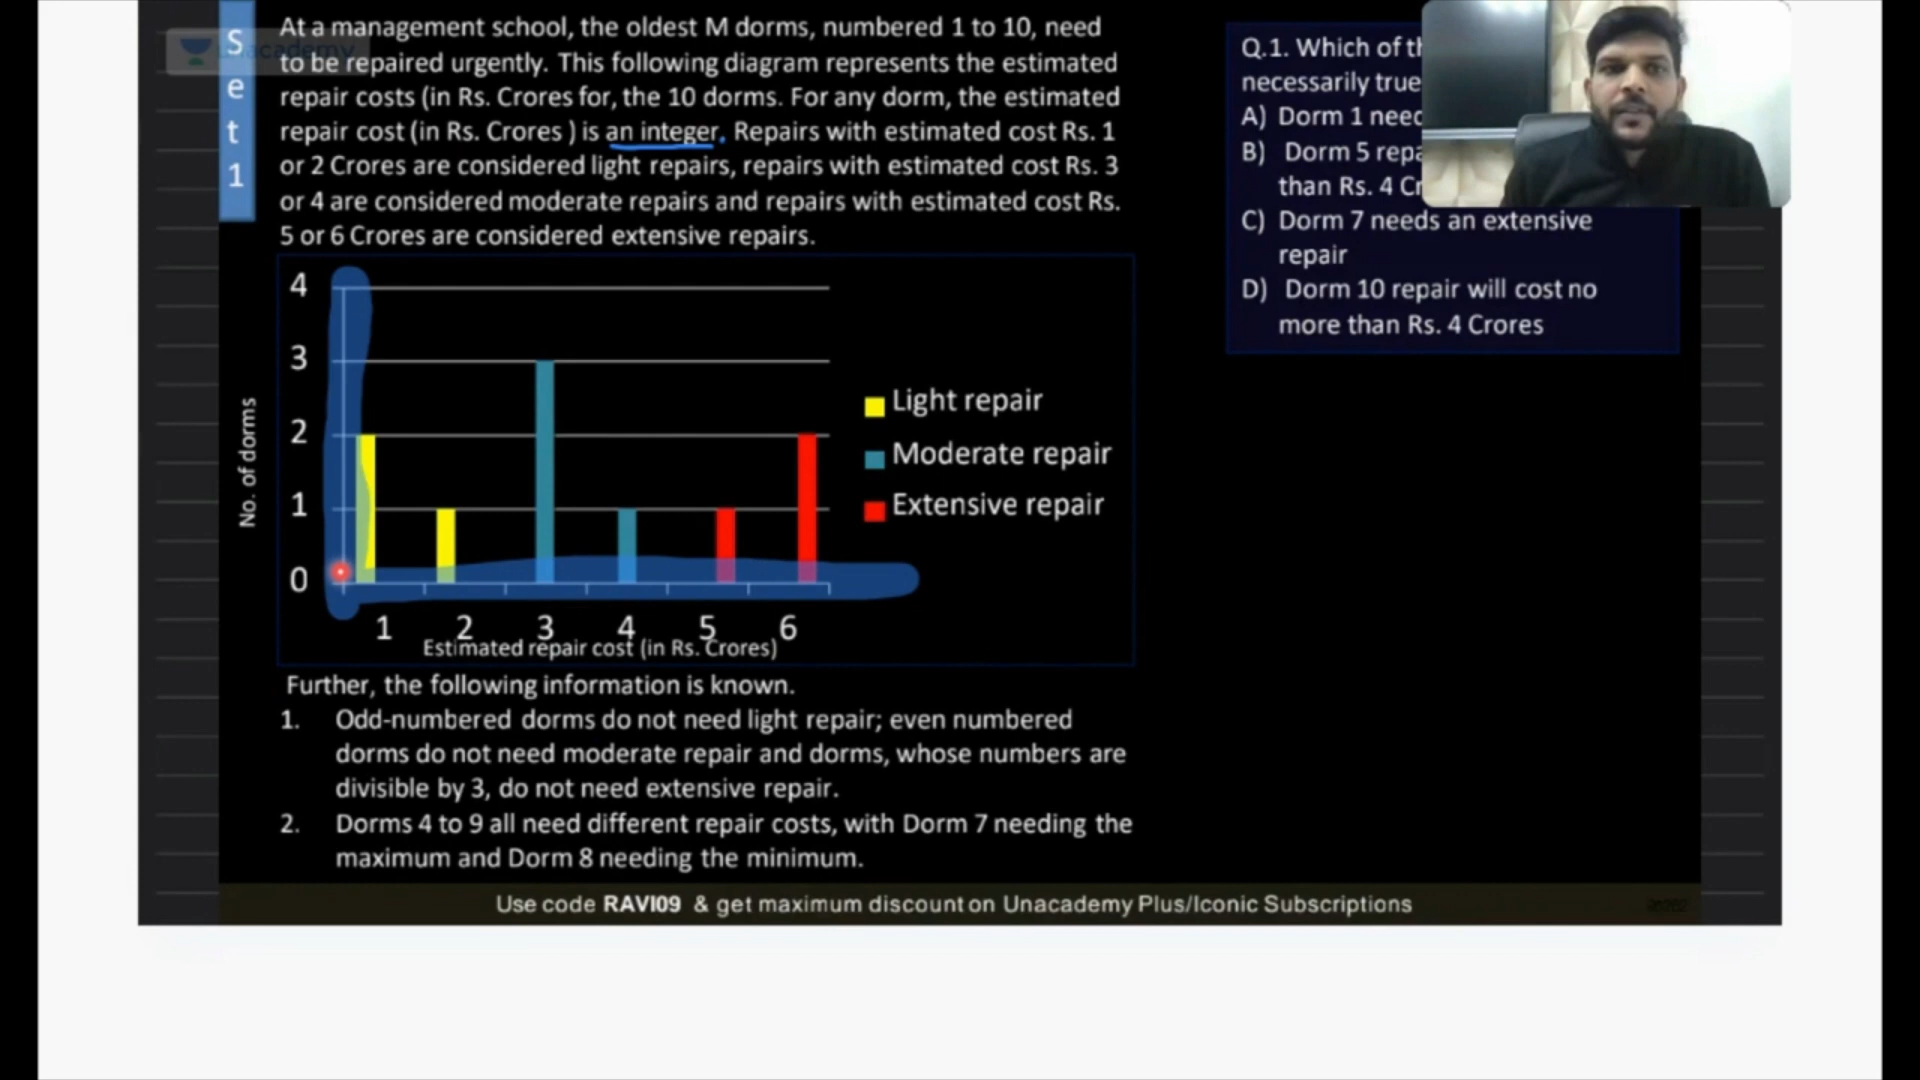 S
e
t
1
unacademy
At a management school, the oldest M dorms, numbered 1 to 10, need
to be repaired urgently. This following diagram represents the estimated
repair costs (in Rs. Crores for, the 10 dorms. For any dorm, the estimated
repair cost (in Rs. Crores ) is an integer. Repairs with estimated cost Rs. 1
or 2 Crores are considered light repairs, repairs with estimated cost Rs. 3
or 4 are considered moderate repairs and repairs with estimated cost Rs.
5 or 6 Crores are considered extensive repairs.
4
3
2
1
0
No. of dorms
1 2 3 4 5 6
Estimated repair cost (in Rs. Crores)
Light repair
Moderate repair
Extensive repair
Further, the following information is known.
1. Odd-numbered dorms do not need light repair; even numbered
dorms do not need moderate repair and dorms, whose numbers are
divisible by 3, do not need extensive repair.
2. Dorms 4 to 9 all need different repair costs, with Dorm 7 needing the
maximum and Dorm 8 needing the minimum.
Q.1. Which of
necessarily true
A) Dorm 1
B) Dorm 5
than Rs. 4
C) Dorm 7 needs an extensive
repair
D) Dorm 10 repair will cost no
more than Rs. 4 Crores
Use code RAVI09 & get maximum discount on Unacademy Plus/Iconic Subscriptions